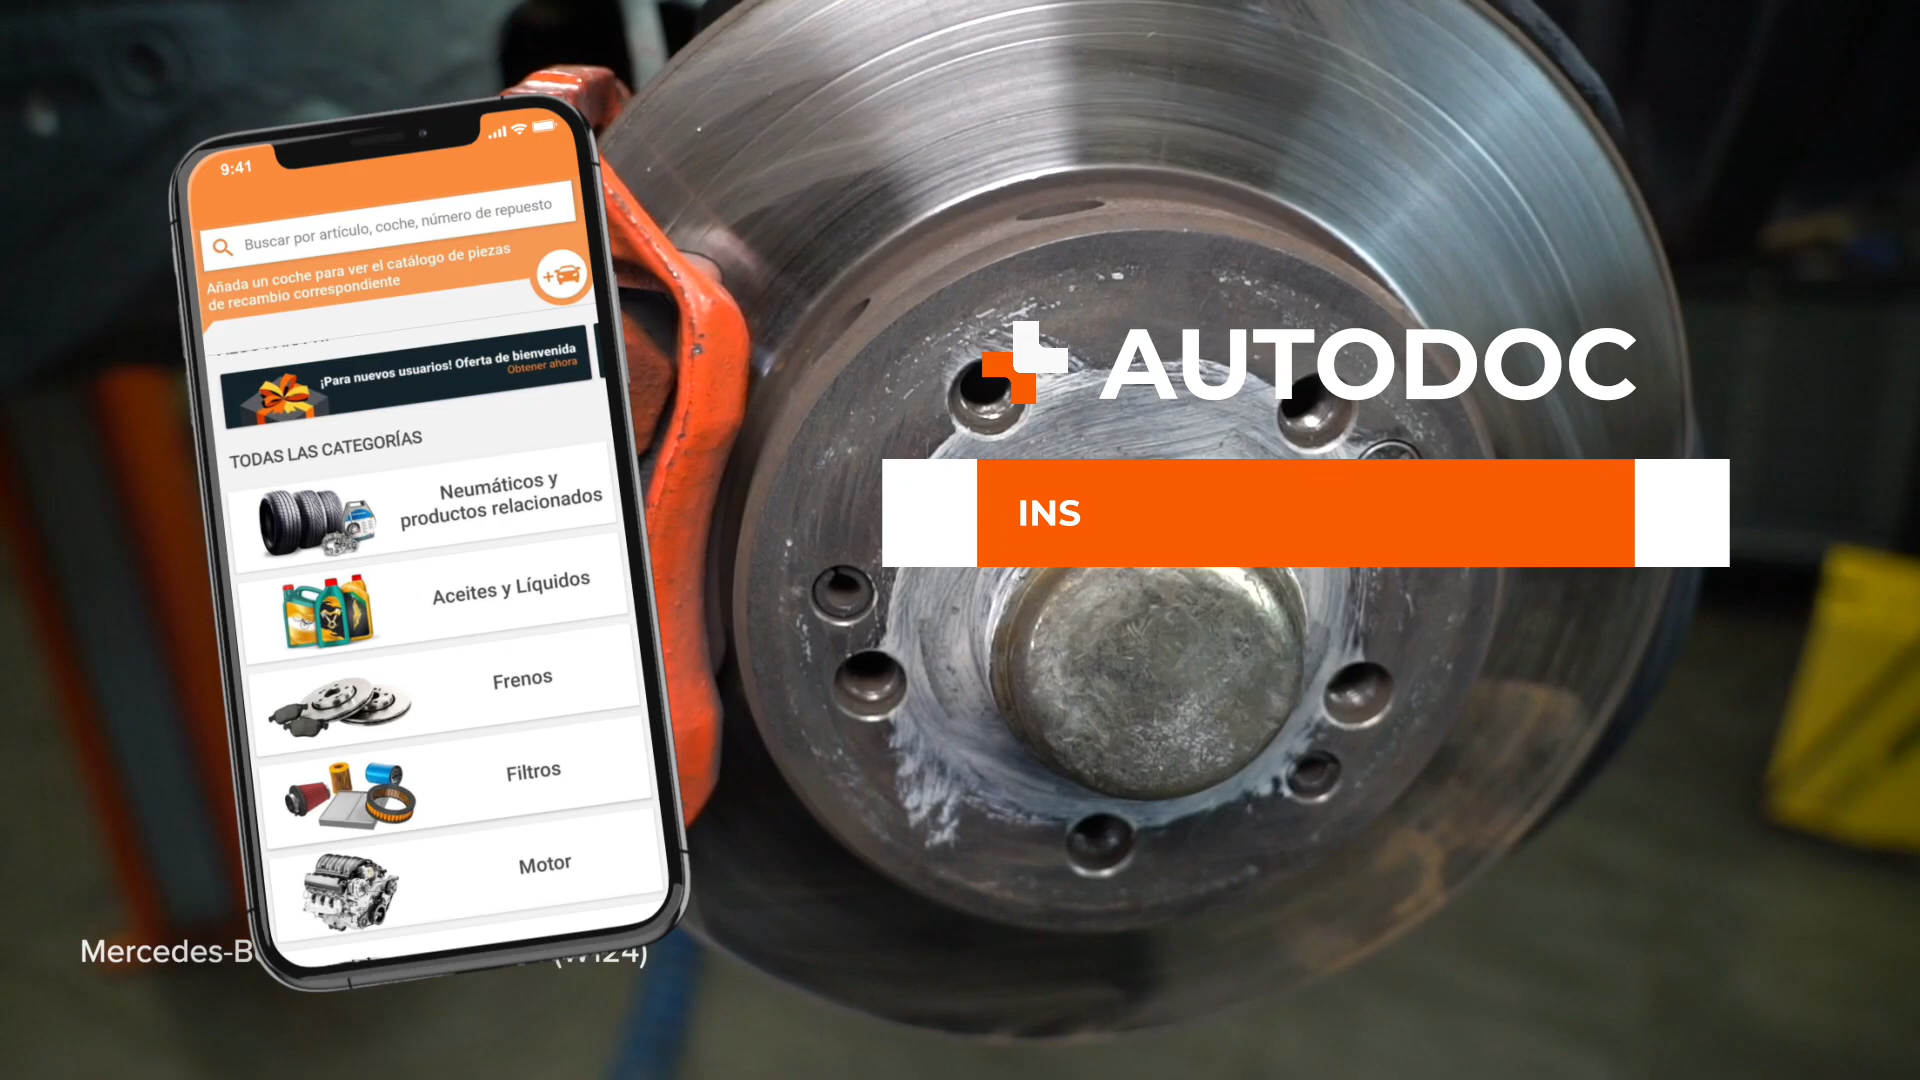 9:41
Buscar por artículo, coche, número de repuesto
Añada un coche para ver el catálogo de piezas
de recambio correspondiente
¡Para nuevos usuarios! Oferta de bienvenida
Obtener ahora
TODAS LAS CATEGORÍAS
Neumáticos y
productos relacionados
Aceites y Líquidos
Frenos
Filtros
Motor
AUTODOC
INS
(W124)